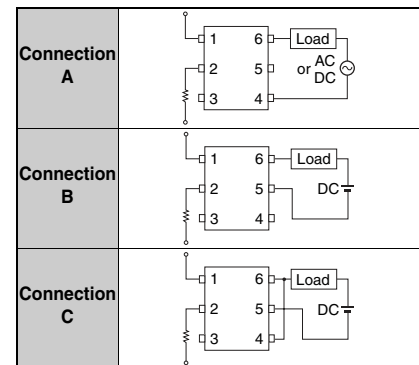 Connection
A
1 6 Load
2 5 or AC
DC
3 4
Connection
B
1 6 Load
2 5 DC
3 4
Connection
C
1 6 Load
2 5 DC
3 4